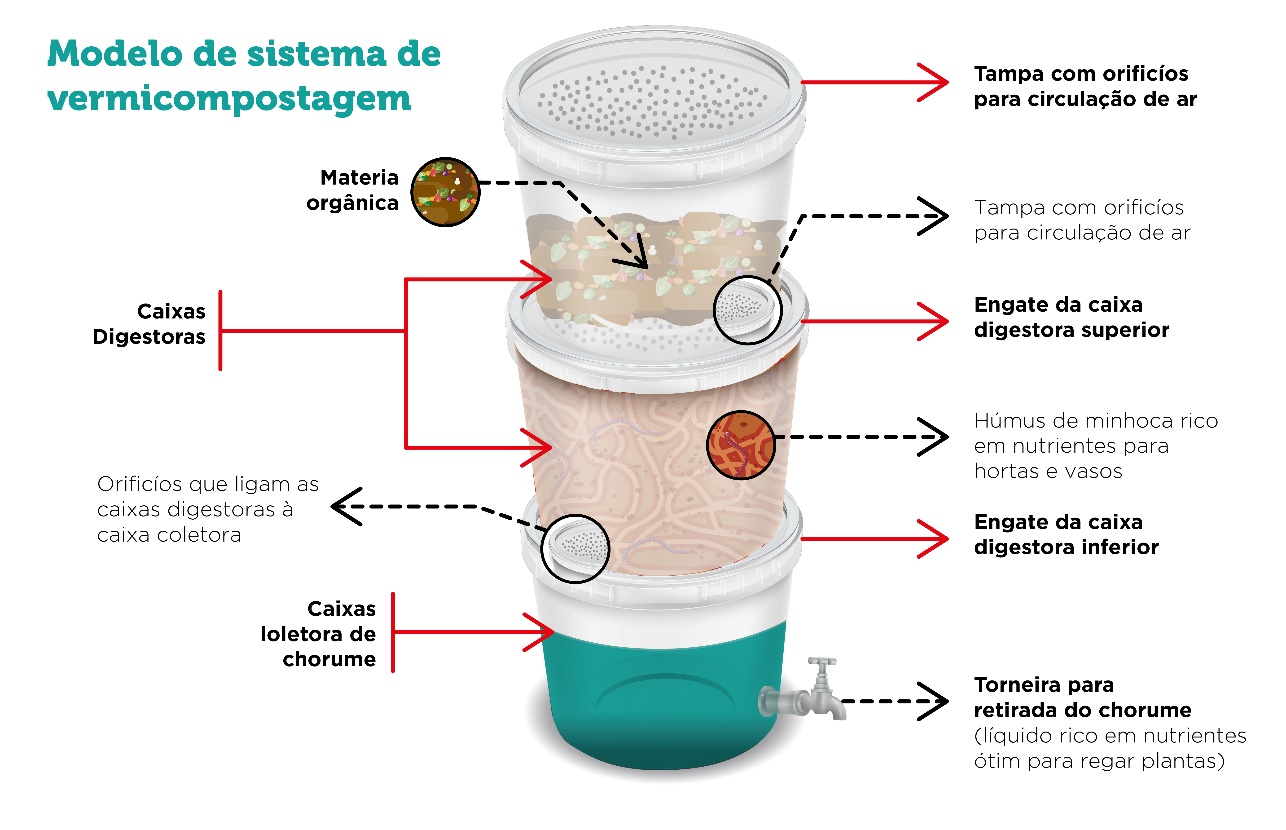 Modelo de sistema de
vermicompostagem
Tampa com orificíos
para circulação de ar
Materia
orgânica
Tampa com orificíos
para circulação de ar
Caixas
Digestoras
Engate da caixa
digestora superior
Húmus de minhoca rico
em nutrientes para
hortas e vasos
Orificíos que ligam as
caixas digestoras à
caixa coletora
Engate da caixa
digestora inferior
Caixas
loletora de
chorume
Torneira para
retirada do chorume
(líquido rico em nutrientes
ótim para regar plantas)